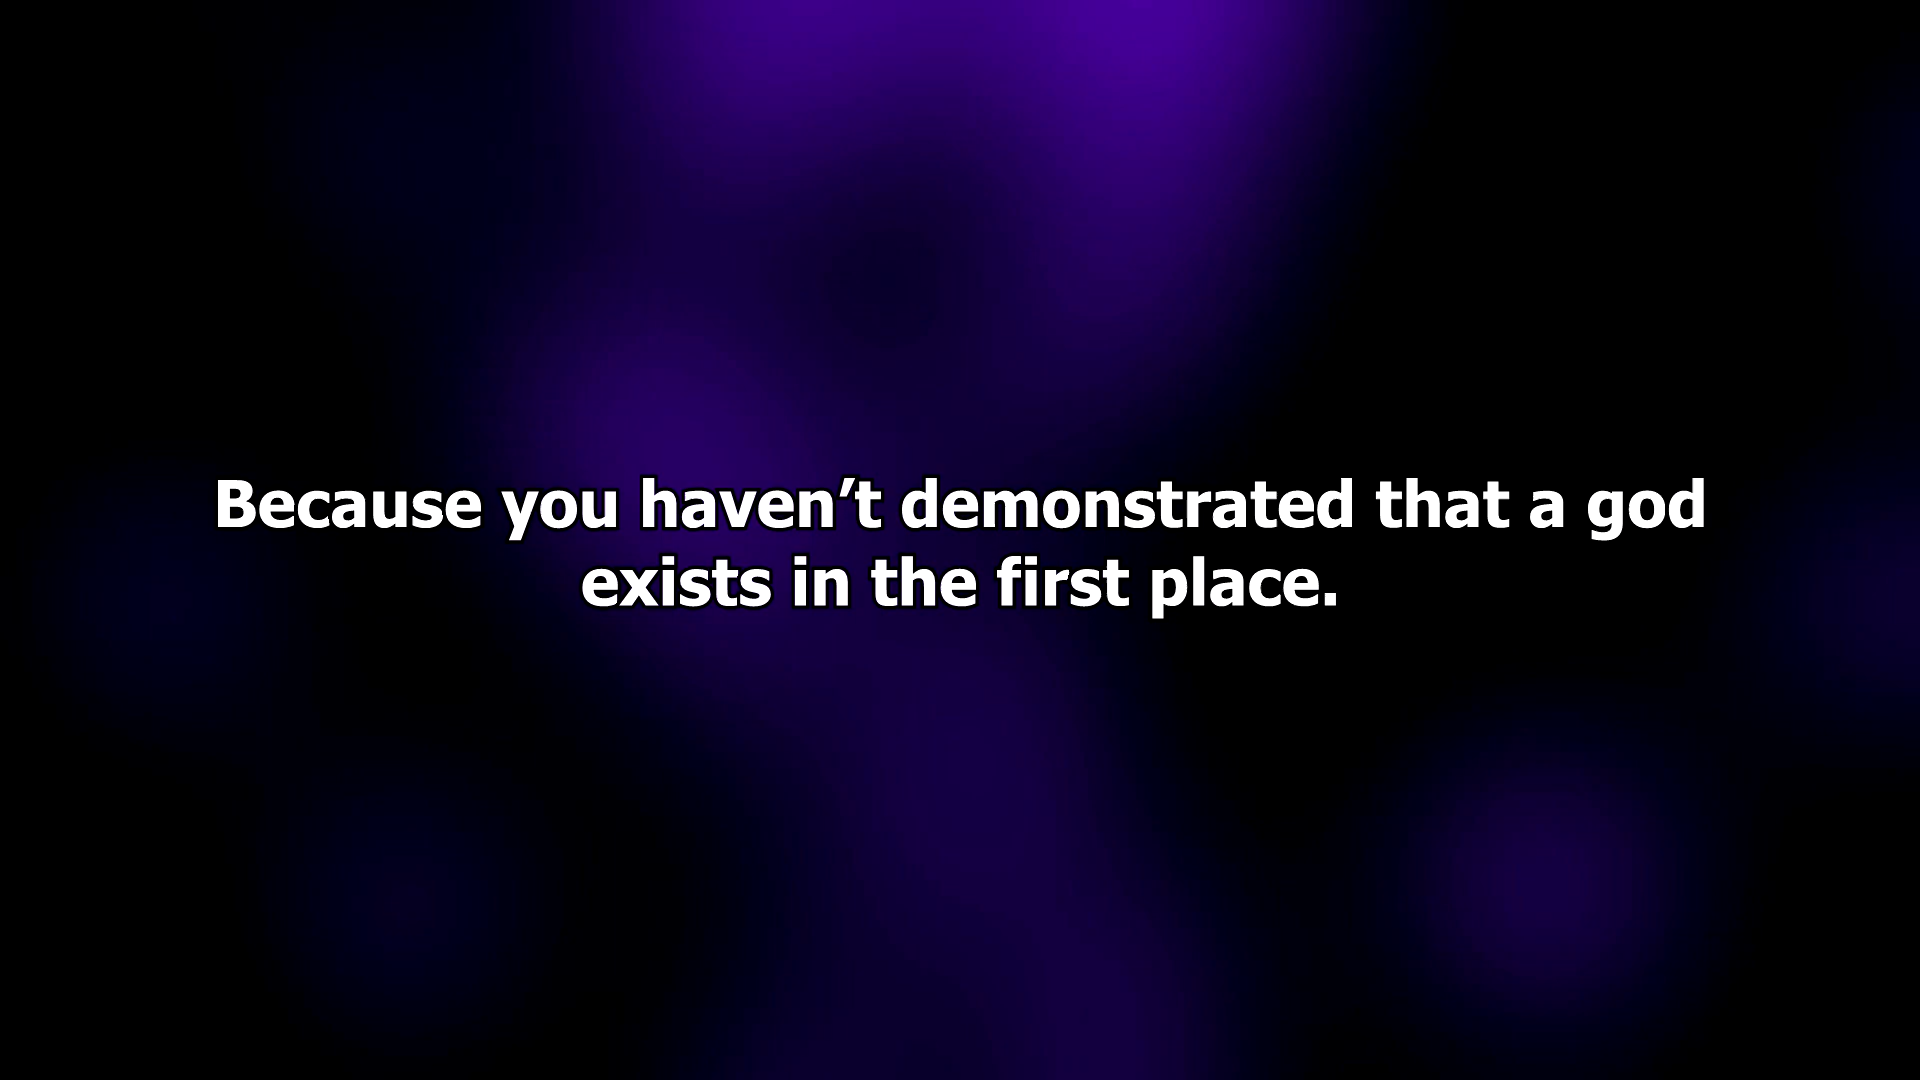 Because you haven’t demonstrated that a god
exists in the first place.